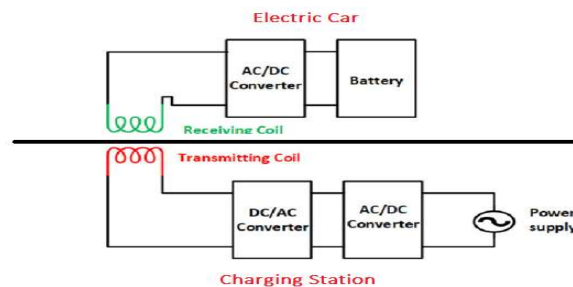 Electric Car
AC/DC
Converter
Battery
Receiving Coil
Transmitting Coil
DC/AC
Converter
AC/DC
Converter
Power
supply
Charging Station